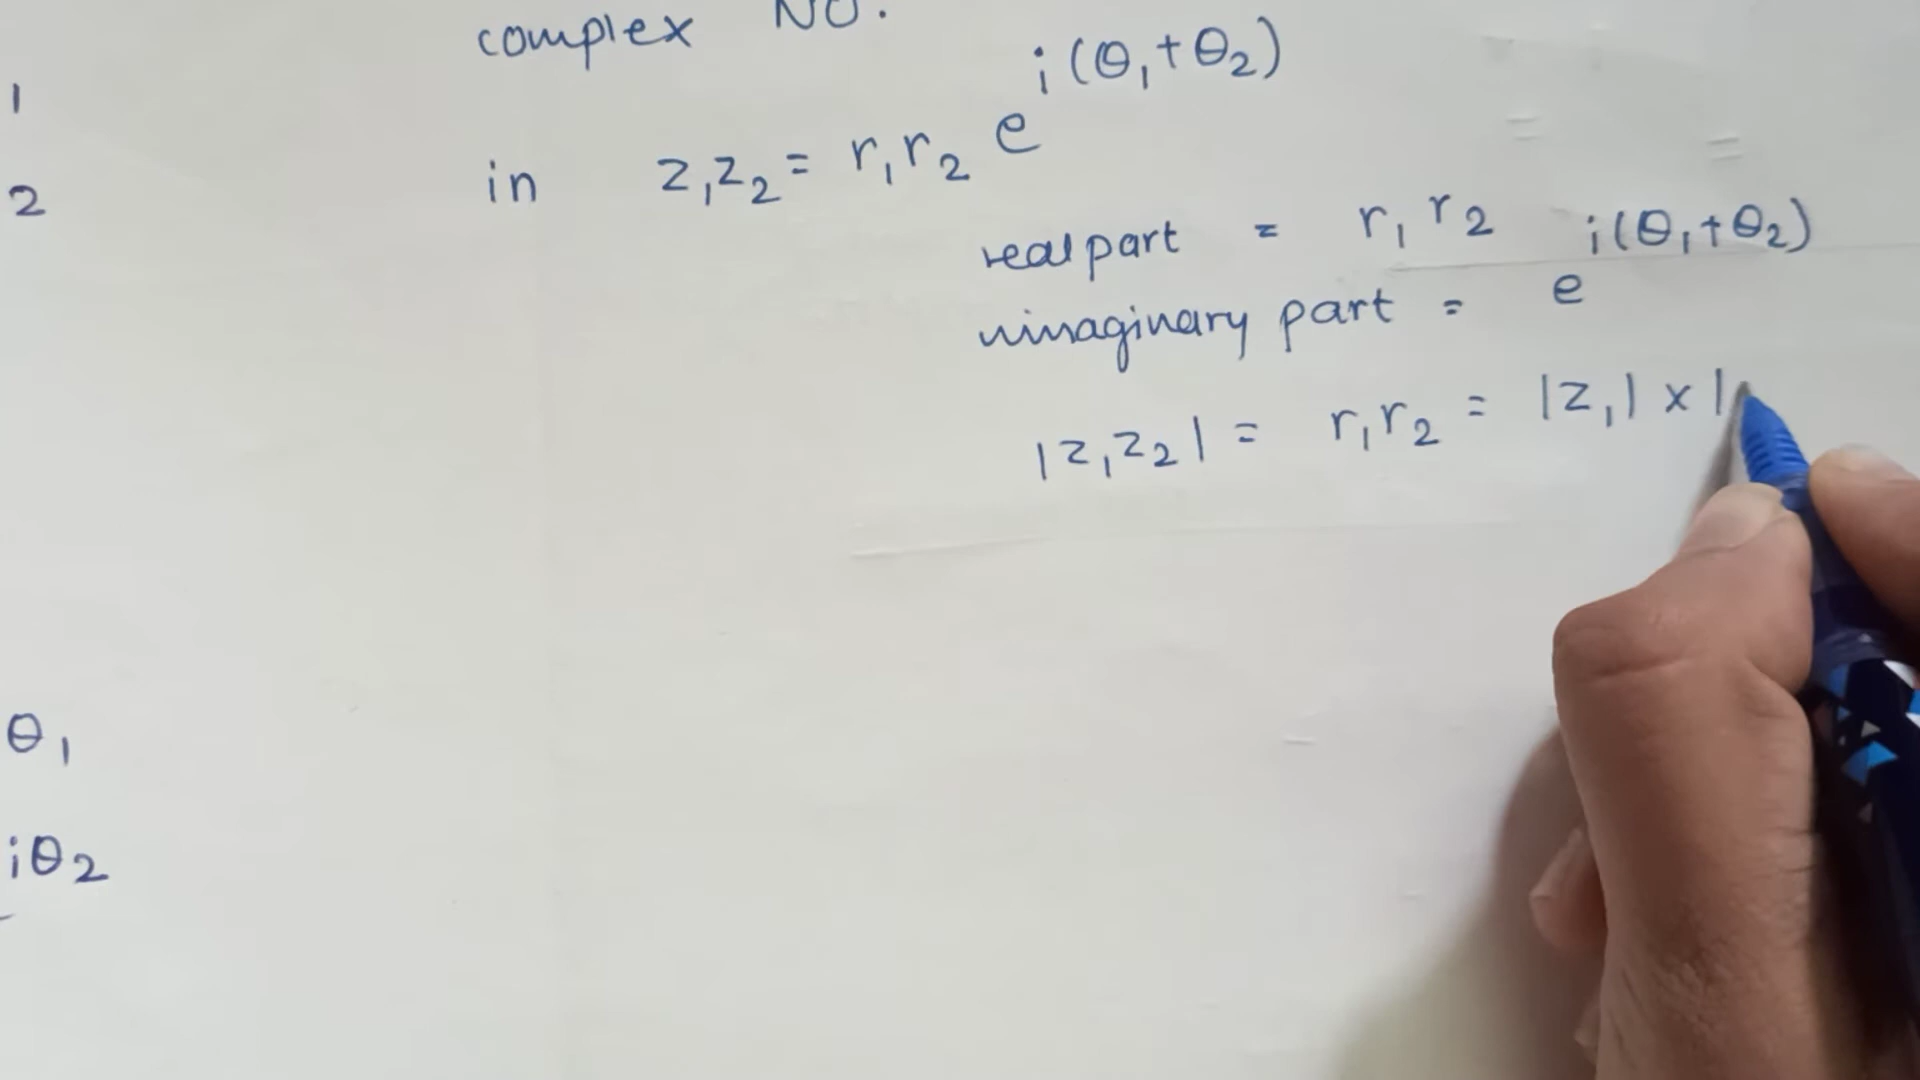 complex No.
1
in z₁z₂ = r₁r₂ e^i(θ₁+θ₂)
2
real part = r₁ r₂
imaginary part = e^i(θ₁+θ₂)
|z₁z₂| = r₁r₂ = |z₁| × |
θ₁
iθ₂